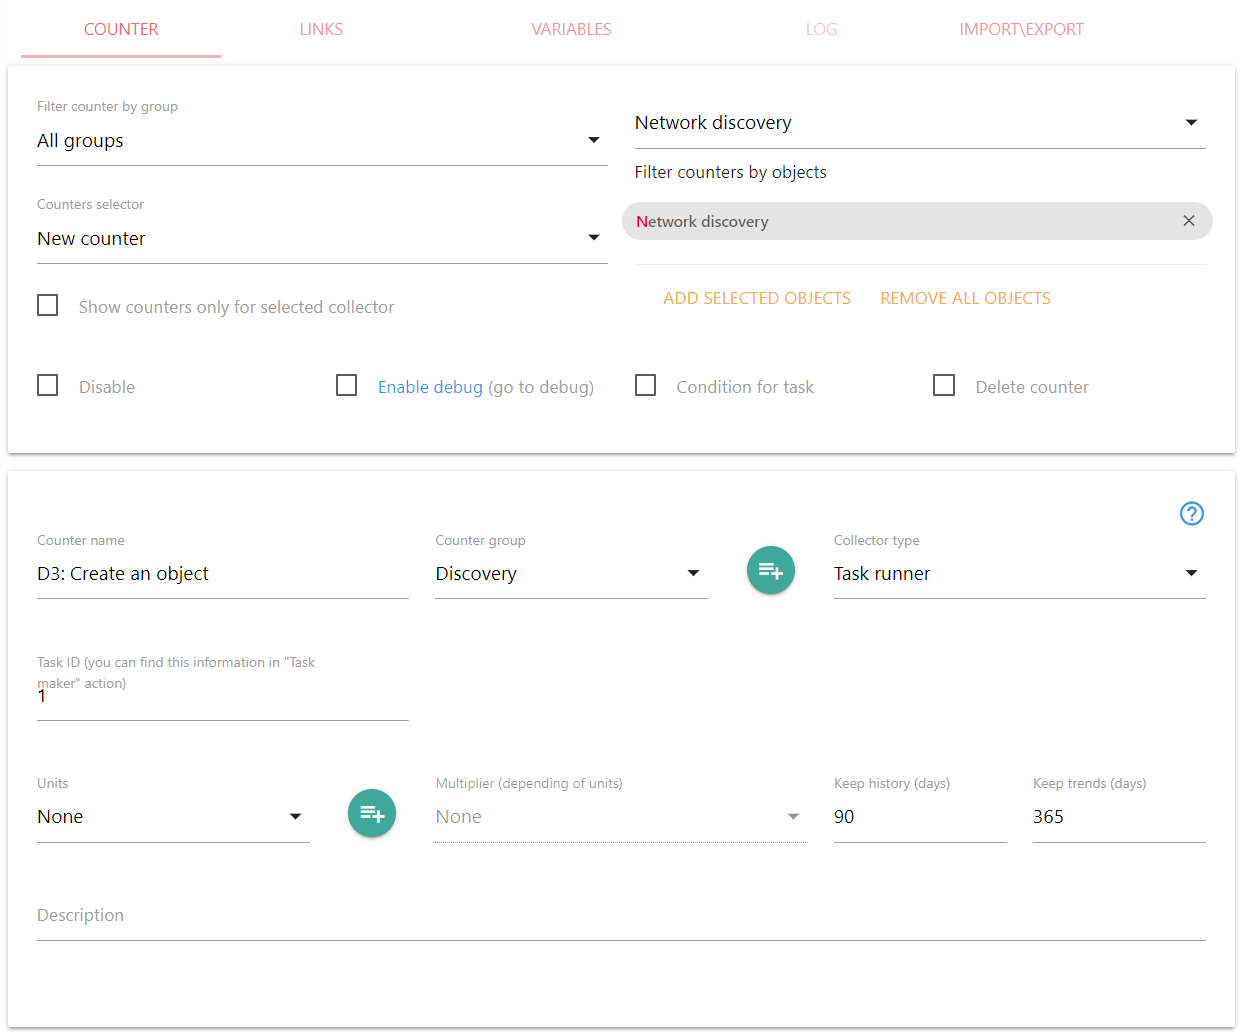 COUNTER LINKS VARIABLES LOG IMPORT\EXPORT
Filter counter by group
All groups
Network discovery
Filter counters by objects
Counters selector
New counter
Network discovery
Show counters only for selected collector
ADD SELECTED OBJECTS REMOVE ALL OBJECTS
Disable Enable debug (go to debug) Condition for task Delete counter
Counter name Counter group Collector type
D3: Create an object Discovery Task runner
Task ID (you can find this information in "Task
maker" action)
1
Units Multiplier (depending of units) Keep history (days) Keep trends (days)
None None 90 365
Description